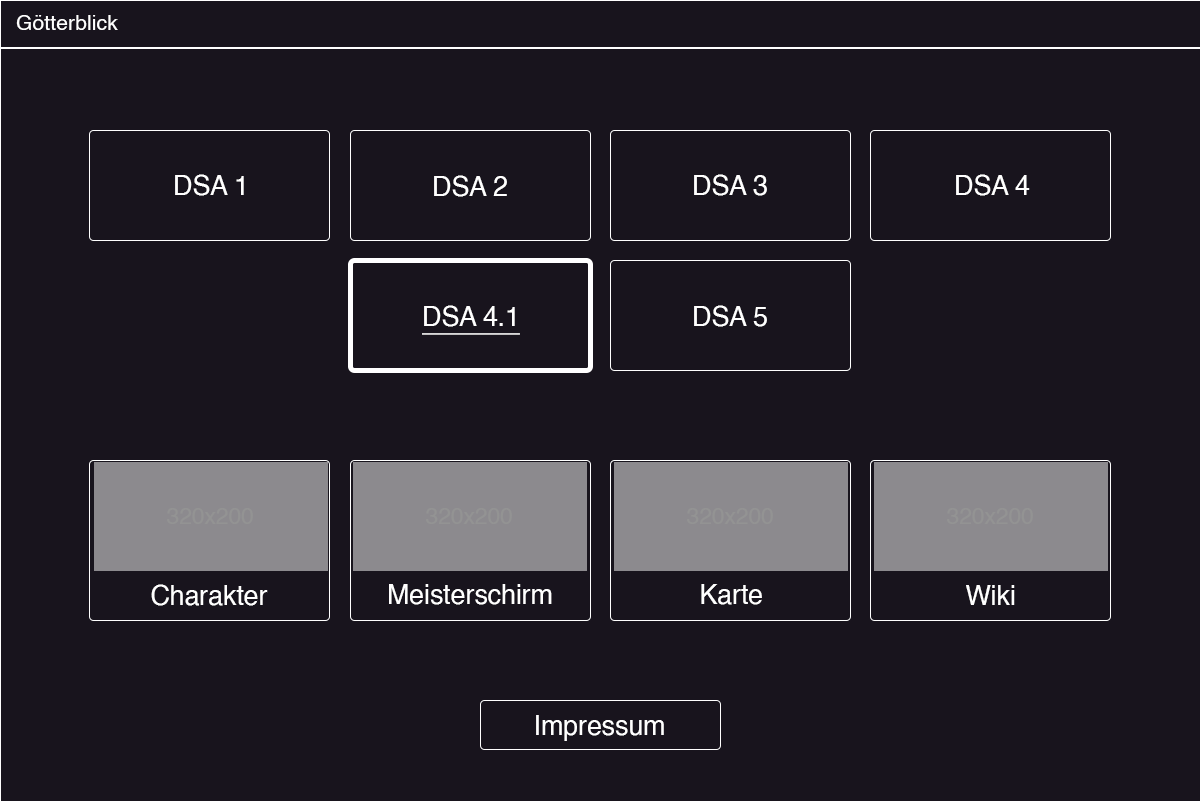 Götterblick
DSA 1
DSA 2
DSA 3
DSA 4
DSA 4.1
DSA 5
320x200
320x200
320x200
320x200
Charakter
Meisterschirm
Karte
Wiki
Impressum